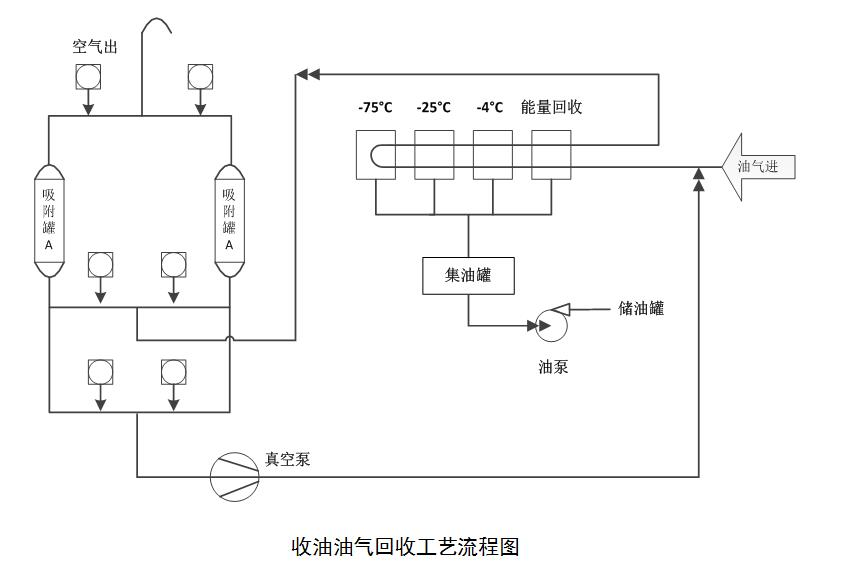 空气出
-75°C
-25°C
-4°C
能量回收
油气进
吸附罐A
吸附罐A
集油罐
储油罐
油泵
真空泵
收油油气回收工艺流程图